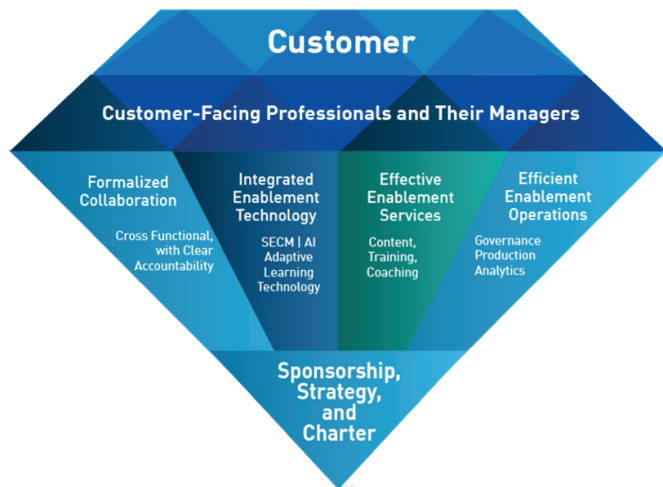 Customer
Customer-Facing Professionals and Their Managers
Formalized
Collaboration
Cross Functional,
with Clear
Accountability
Integrated
Enablement
Technology
SECM | AI
Adaptive
Learning
Technology
Effective
Enablement
Services
Content,
Training,
Coaching
Efficient
Enablement
Operations
Governance
Production
Analytics
Sponsorship,
Strategy,
and
Charter